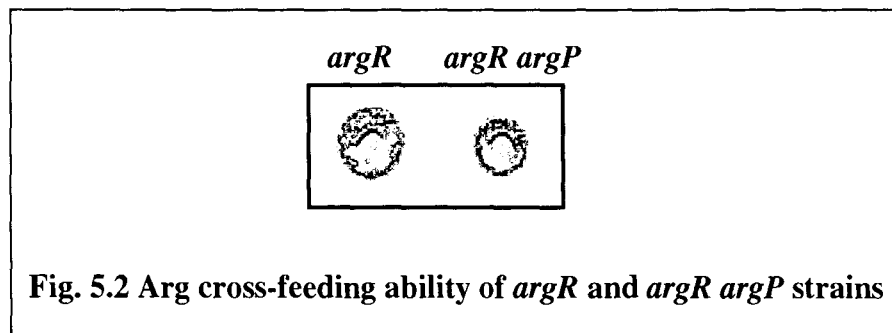 argR argR argP
Fig. 5.2 Arg cross-feeding ability of argR and argR argP strains